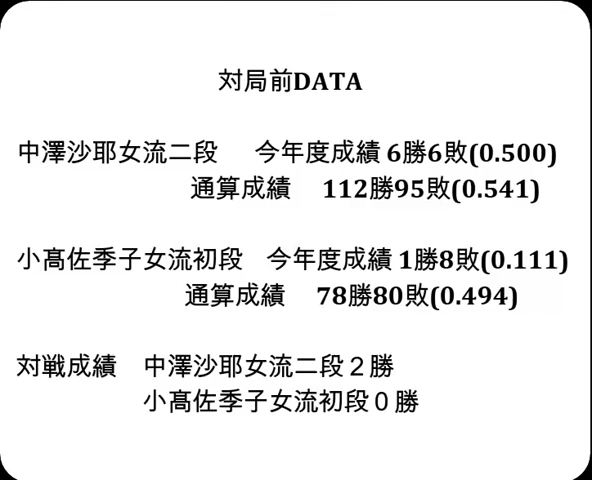 対局前DATA
中澤沙耶女流二段　今年度成績 6勝6敗(0.500)
通算成績　112勝95敗(0.541)
小髙佐季子女流初段　今年度成績 1勝8敗(0.111)
通算成績　78勝80敗(0.494)
対戦成績　中澤沙耶女流二段２勝
小髙佐季子女流初段０勝